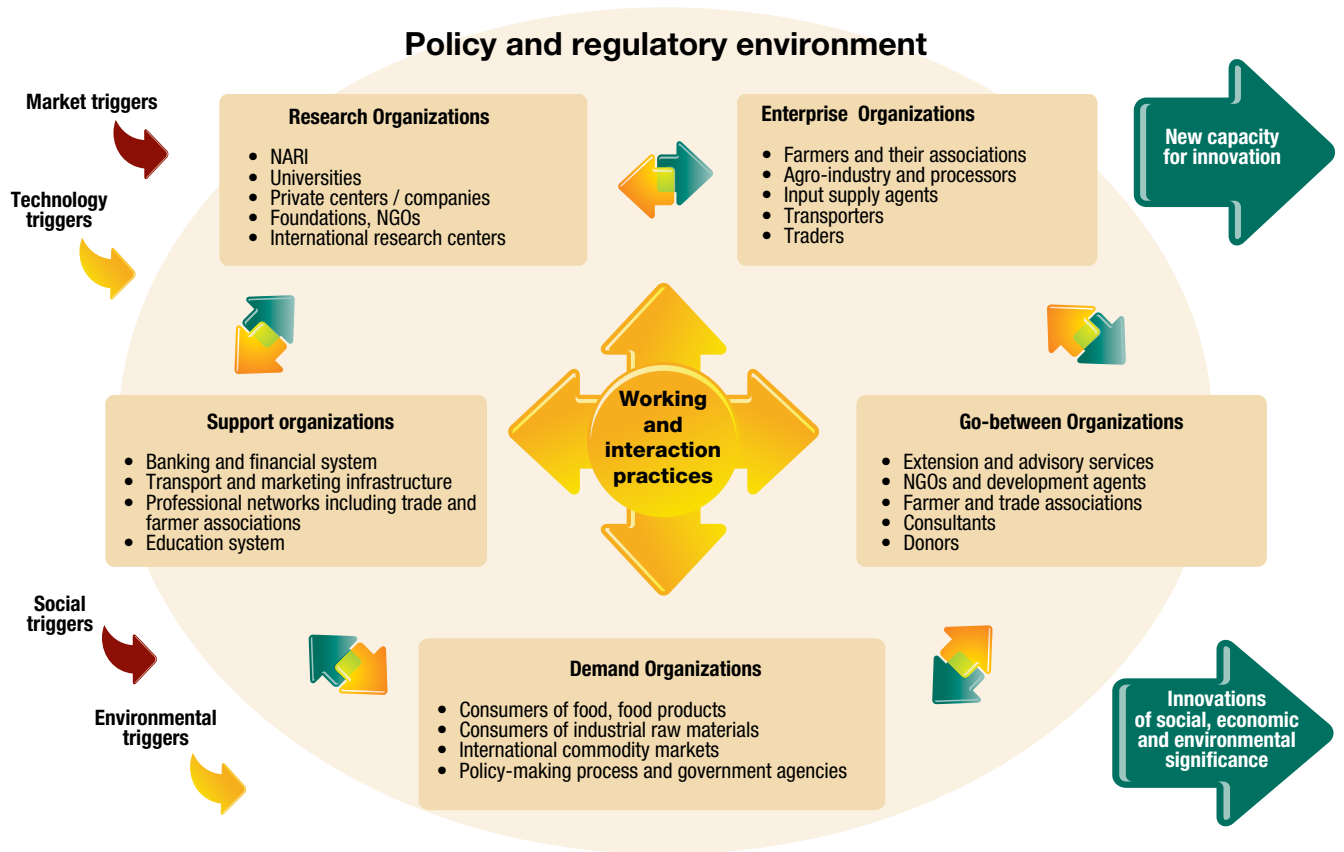 Policy and regulatory environment
Market triggers
Technology
triggers
Research Organizations
• NARI
• Universities
• Private centers / companies
• Foundations, NGOs
• International research centers
Enterprise Organizations
• Farmers and their associations
• Agro-industry and processors
• Input supply agents
• Transporters
• Traders
New capacity
for innovation
Support organizations
• Banking and financial system
• Transport and marketing infrastructure
• Professional networks including trade and
farmer associations
• Education system
Working
and
interaction
practices
Go-between Organizations
• Extension and advisory services
• NGOs and development agents
• Farmer and trade associations
• Consultants
• Donors
Social
triggers
Environmental
triggers
Demand Organizations
• Consumers of food, food products
• Consumers of industrial raw materials
• International commodity markets
• Policy-making process and government agencies
Innovations
of social, economic
and environmental
significance